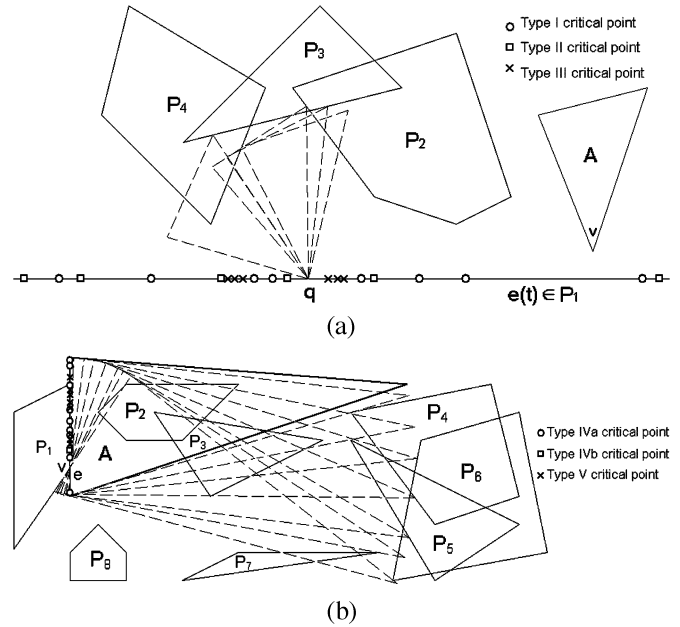 P3
Type I critical point
Type II critical point
Type III critical point
P4
P2
A
v
q
e(t) ∈ P1
(a)
P2
P4
P1
P3
A
v
e
P6
P5
P8
P7
Type IVa critical point
Type IVb critical point
Type V critical point
(b)